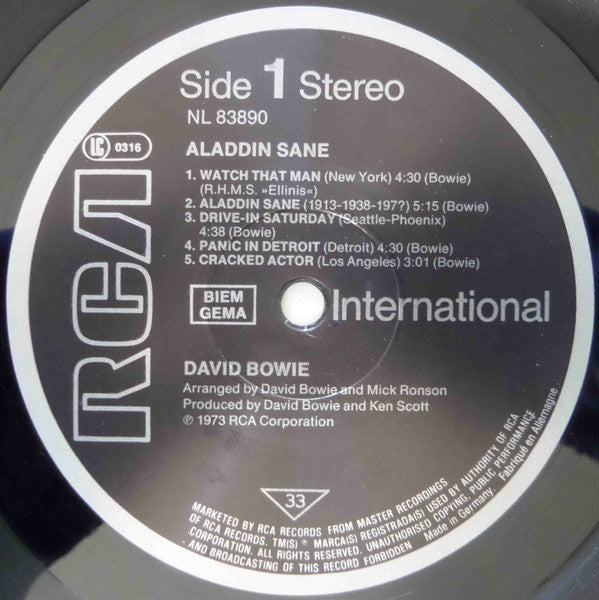 Side 1 Stereo
NL 83890
LC 0316
RCA
ALADDIN SANE
1. WATCH THAT MAN (New York) 4:30 (Bowie)
(R.H.M.S. »Ellinis«)
2. ALADDIN SANE (1913-1938-197?) 5:15 (Bowie)
3. DRIVE-IN SATURDAY (Seattle-Phoenix)
4:38 (Bowie)
4. PANIC IN DETROIT (Detroit) 4:30 (Bowie)
5. CRACKED ACTOR (Los Angeles) 3:01 (Bowie)
BIEM
GEMA
International
DAVID BOWIE
Arranged by David Bowie and Mick Ronson
Produced by David Bowie and Ken Scott
℗ 1973 RCA Corporation
33
MARKETED BY RCA RECORDS FROM MASTER RECORDINGS
OF RCA RECORDS. TM(S) ® MARCA(S) REGISTRADA(S) USED BY AUTHORITY OF RCA
CORPORATION. ALL RIGHTS RESERVED. UNAUTHORISED COPYING, PUBLIC PERFORMANCE
AND BROADCASTING OF THIS RECORD FORBIDDEN
Made in Germany. Fabriqué en Allemagne